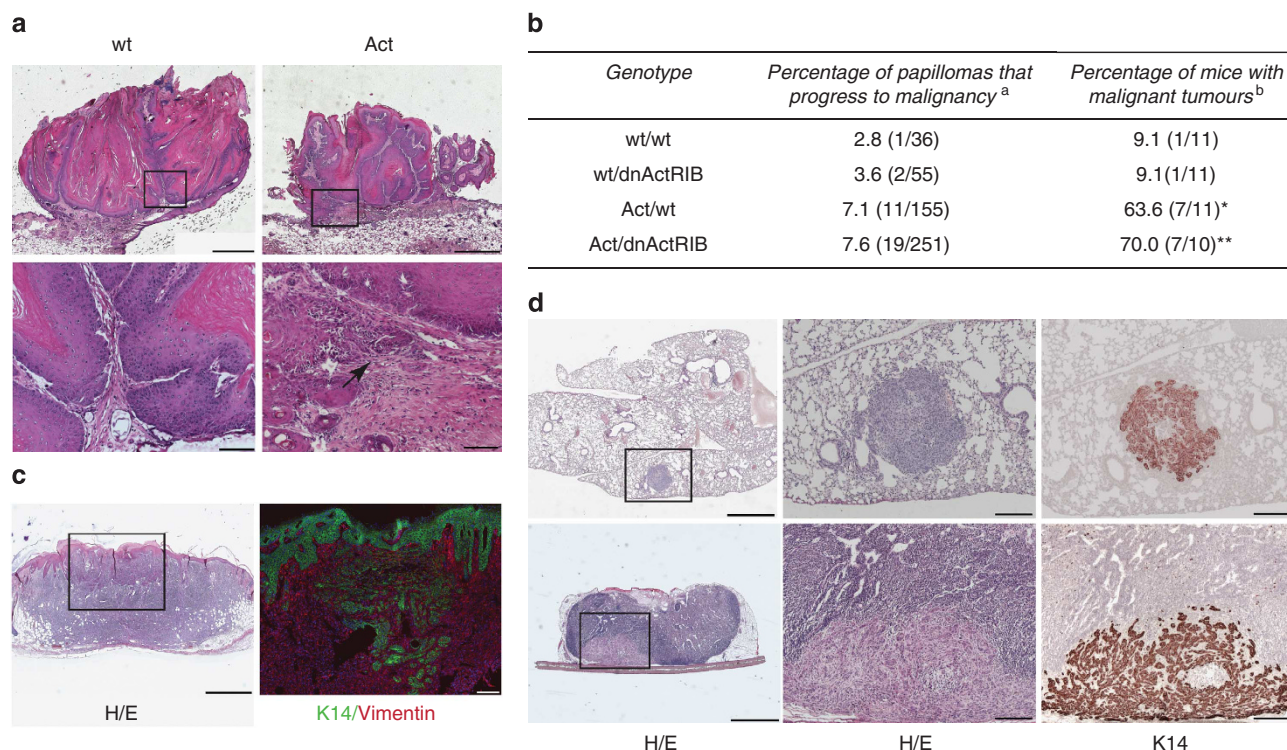 a
wt
Act
b
Genotype
Percentage of papillomas that progress to malignancy a
Percentage of mice with malignant tumours b
wt/wt 2.8 (1/36) 9.1 (1/11)
wt/dnActRIB 3.6 (2/55) 9.1(1/11)
Act/wt 7.1 (11/155) 63.6 (7/11)*
Act/dnActRIB 7.6 (19/251) 70.0 (7/10)**
c
H/E
K14/Vimentin
d
H/E
H/E
K14